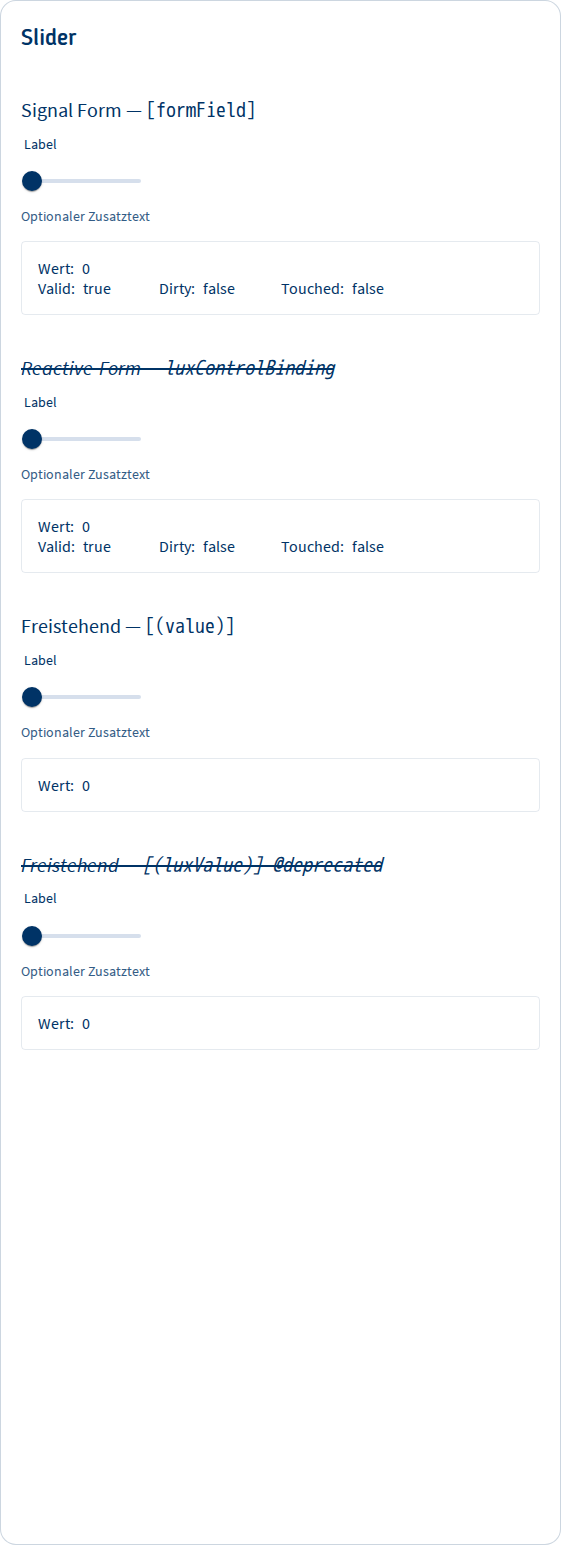 Slider
Signal Form — [formField]
Label
Optionaler Zusatztext
Wert: 0
Valid: true Dirty: false Touched: false
Reactive Form — luxControlBinding
Label
Optionaler Zusatztext
Wert: 0
Valid: true Dirty: false Touched: false
Freistehend — [(value)]
Label
Optionaler Zusatztext
Wert: 0
Freistehend — [(luxValue)] @deprecated
Label
Optionaler Zusatztext
Wert: 0